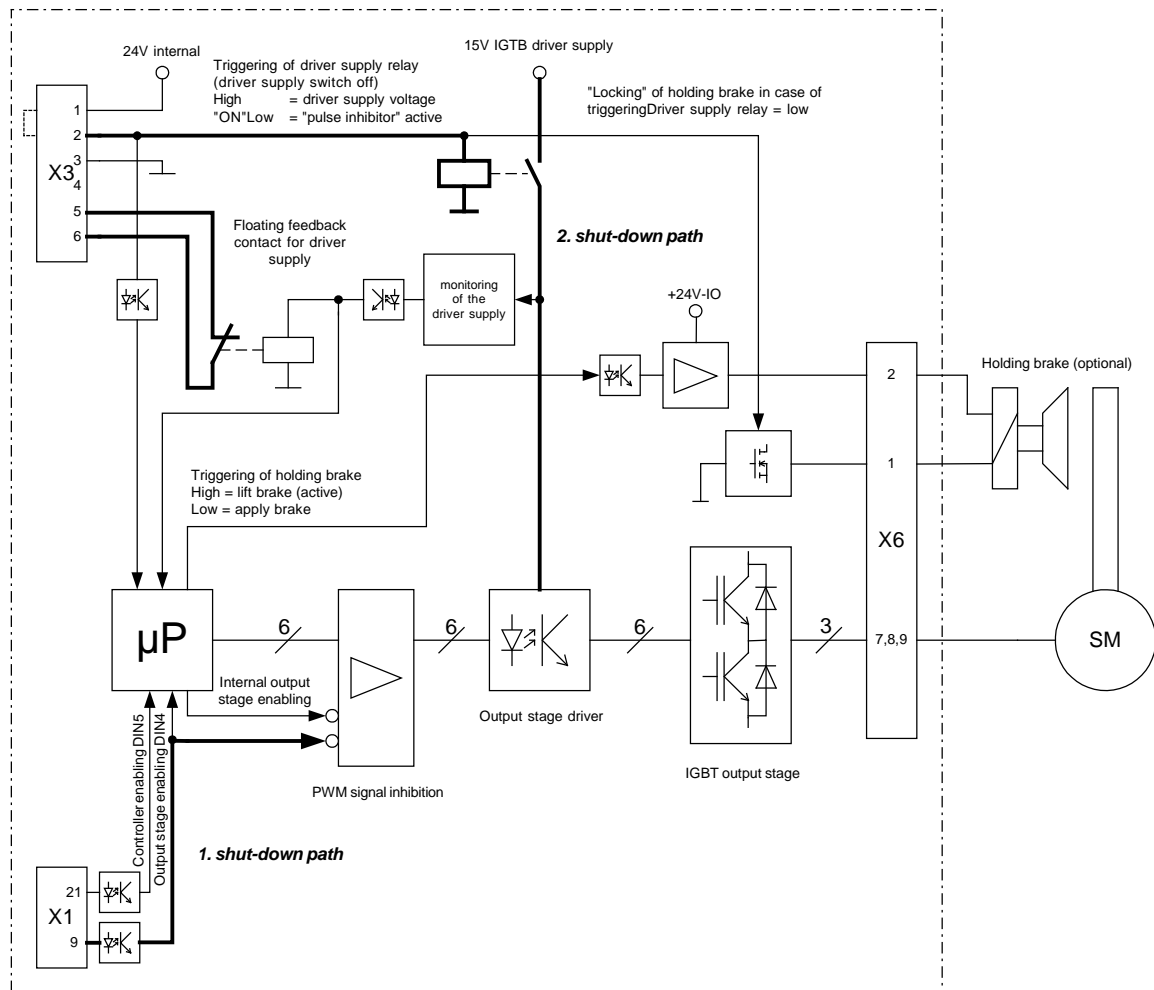 24V internal
15V IGTB driver supply
Triggering of driver supply relay
(driver supply switch off)
High = driver supply voltage
"ON"Low = "pulse inhibitor" active
"Locking" of holding brake in case of
triggeringDriver supply relay = low
1
2
3
4
5
6
X3
Floating feedback
contact for driver
supply
2. shut-down path
monitoring
of the
driver supply
+24V-IO
Holding brake (optional)
2
1
X6
7,8,9
Triggering of holding brake
High = lift brake (active)
Low = apply brake
µP
6
6
6
3
SM
Internal output
stage enabling
Output stage driver
IGBT output stage
PWM signal inhibition
Controller enabling DIN5
Output stage enabling DIN4
1. shut-down path
21
X1
9